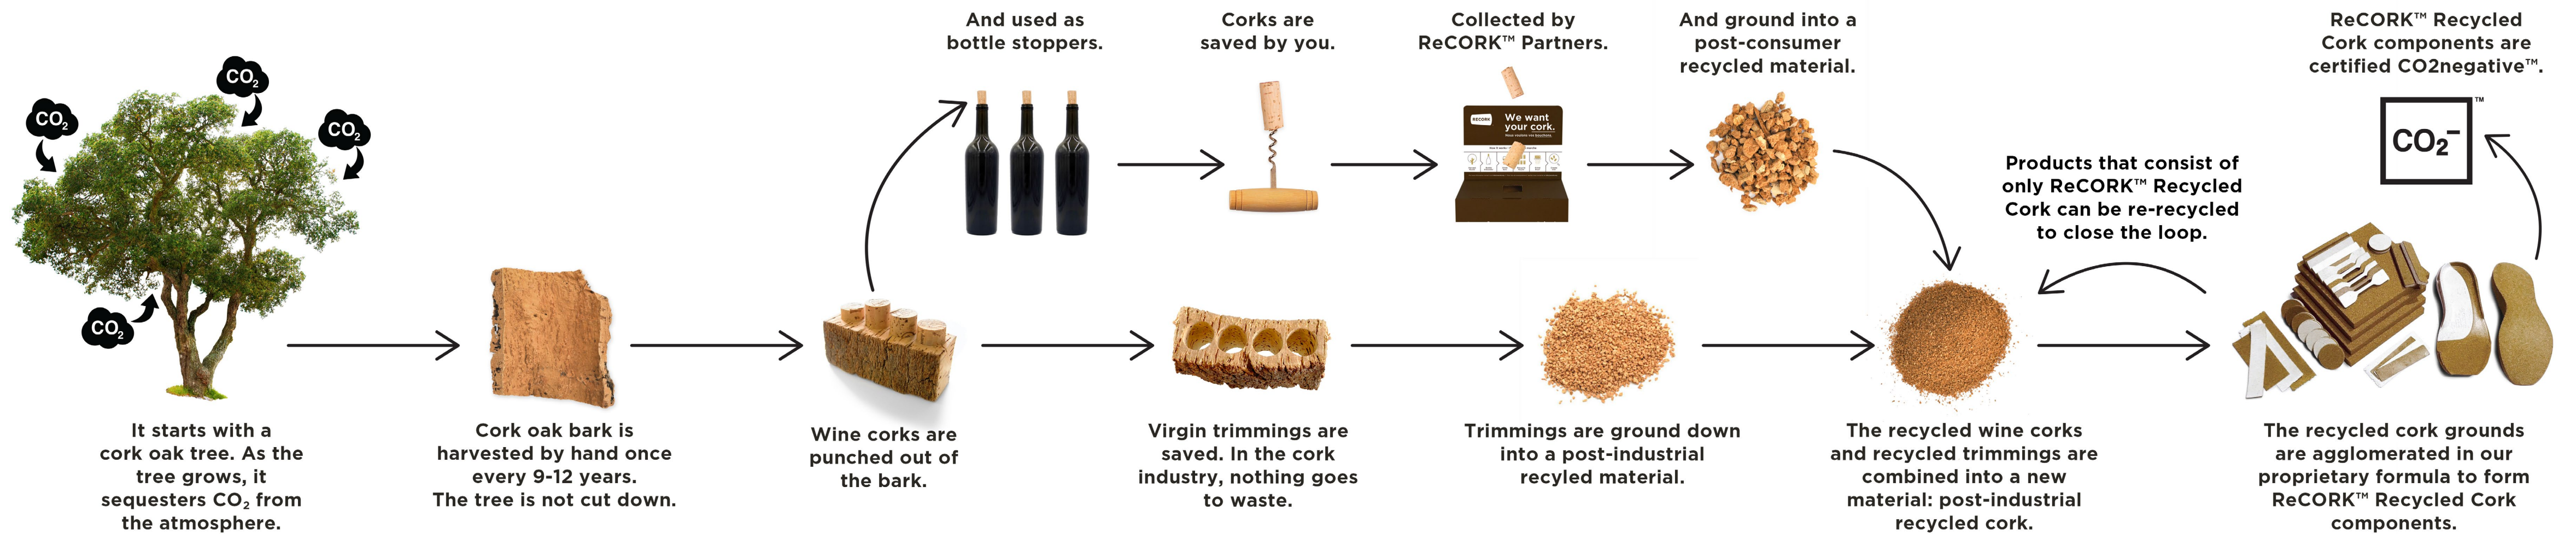 And used as
bottle stoppers.
Corks are
saved by you.
Collected by
ReCORK™ Partners.
And ground into a
post-consumer
recycled material.
ReCORK™ Recycled
Cork components are
certified CO2negative™.
CO₂
CO₂
CO₂
CO₂
RECORK
We want
your cork.
CO₂⁻
™
Products that consist of
only ReCORK™ Recycled
Cork can be re-recycled
to close the loop.
It starts with a
cork oak tree. As the
tree grows, it
sequesters CO₂ from
the atmosphere.
Cork oak bark is
harvested by hand once
every 9-12 years.
The tree is not cut down.
Wine corks are
punched out of
the bark.
Virgin trimmings are
saved. In the cork
industry, nothing goes
to waste.
Trimmings are ground down
into a post-industrial
recyled material.
The recycled wine corks
and recycled trimmings are
combined into a new
material: post-industrial
recycled cork.
The recycled cork grounds
are agglomerated in our
proprietary formula to form
ReCORK™ Recycled Cork
components.